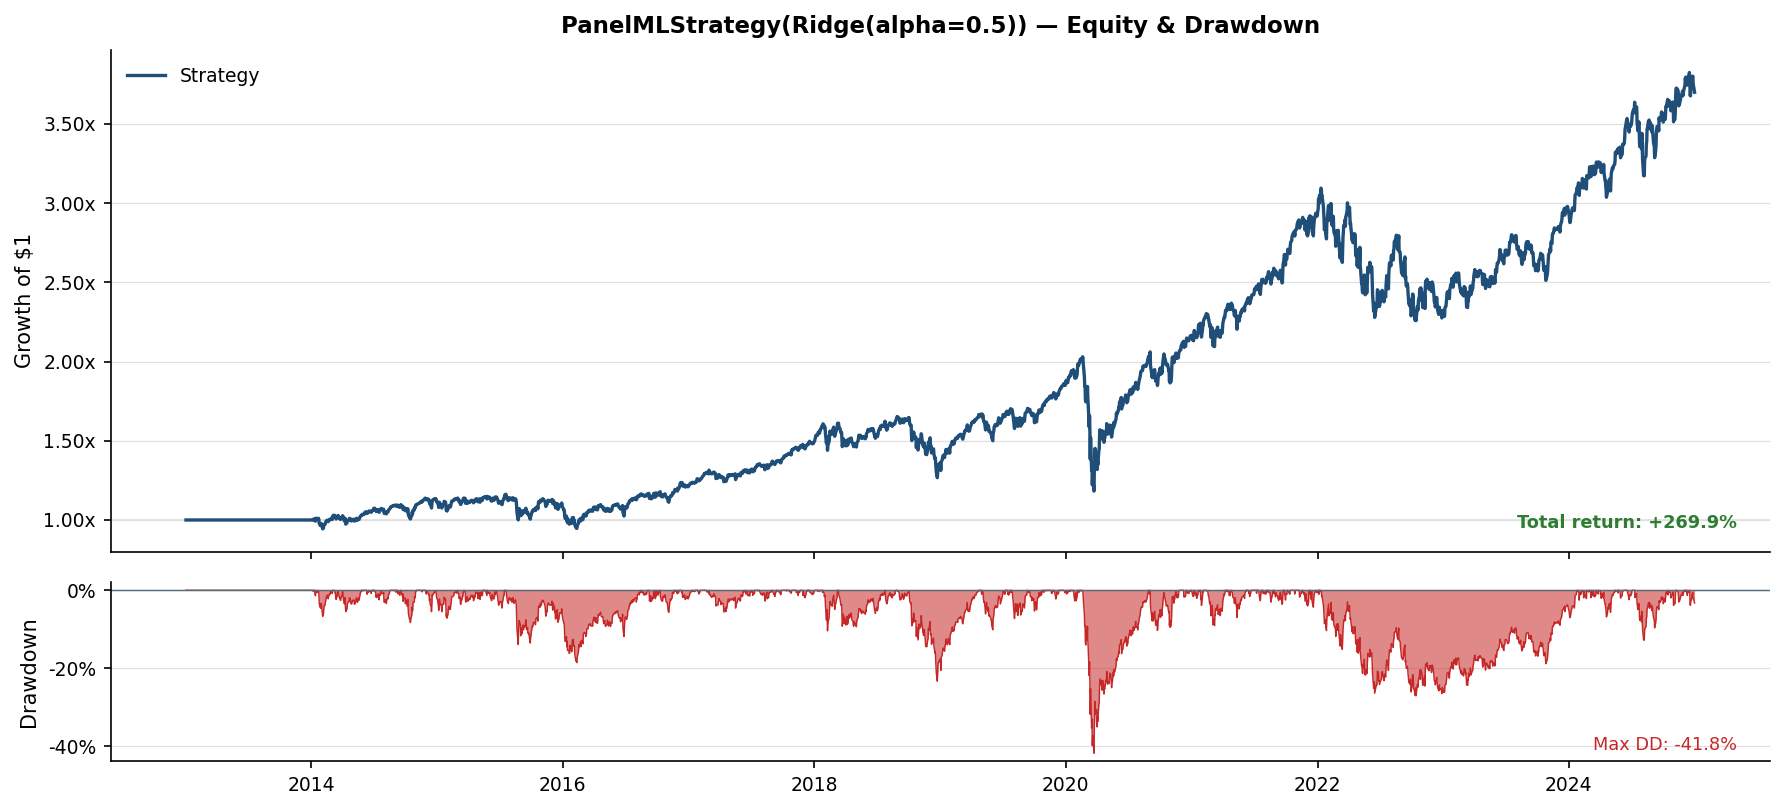 PanelMLStrategy(Ridge(alpha=0.5)) — Equity & Drawdown
Strategy
Growth of $1
3.50x
3.00x
2.50x
2.00x
1.50x
1.00x
Total return: +269.9%
Drawdown
0%
-20%
-40%
Max DD: -41.8%
2014 2016 2018 2020 2022 2024